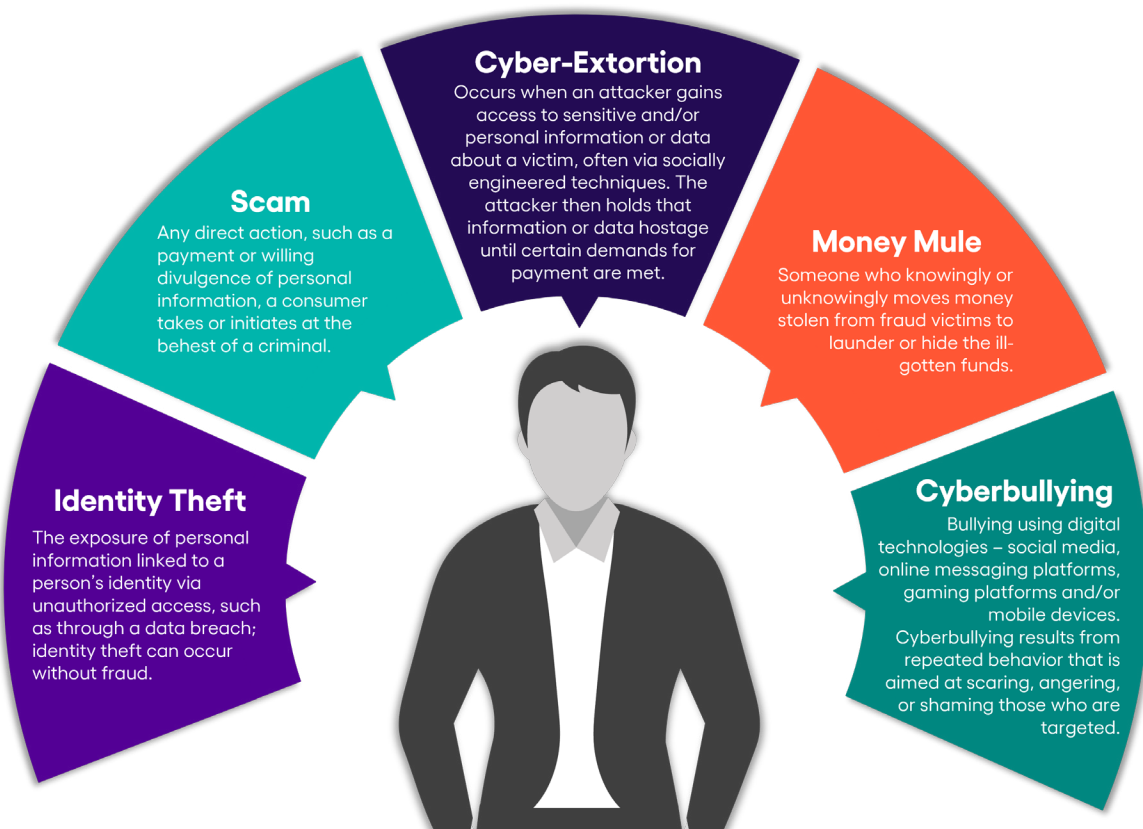 Cyber-Extortion
Occurs when an attacker gains
access to sensitive and/or
personal information or data
about a victim, often via socially
engineered techniques. The
attacker then holds that
information or data hostage
until certain demands for
payment are met.
Scam
Any direct action, such as a
payment or willing
divulgence of personal
information, a consumer
takes or initiates at the
behest of a criminal.
Money Mule
Someone who knowingly or
unknowingly moves money
stolen from fraud victims to
launder or hide the ill-
gotten funds.
Identity Theft
The exposure of personal
information linked to a
person’s identity via
unauthorized access, such
as through a data breach;
identity theft can occur
without fraud.
Cyberbullying
Bullying using digital
technologies – social media,
online messaging platforms,
gaming platforms and/or
mobile devices.
Cyberbullying results from
repeated behavior that is
aimed at scaring, angering,
or shaming those who are
targeted.